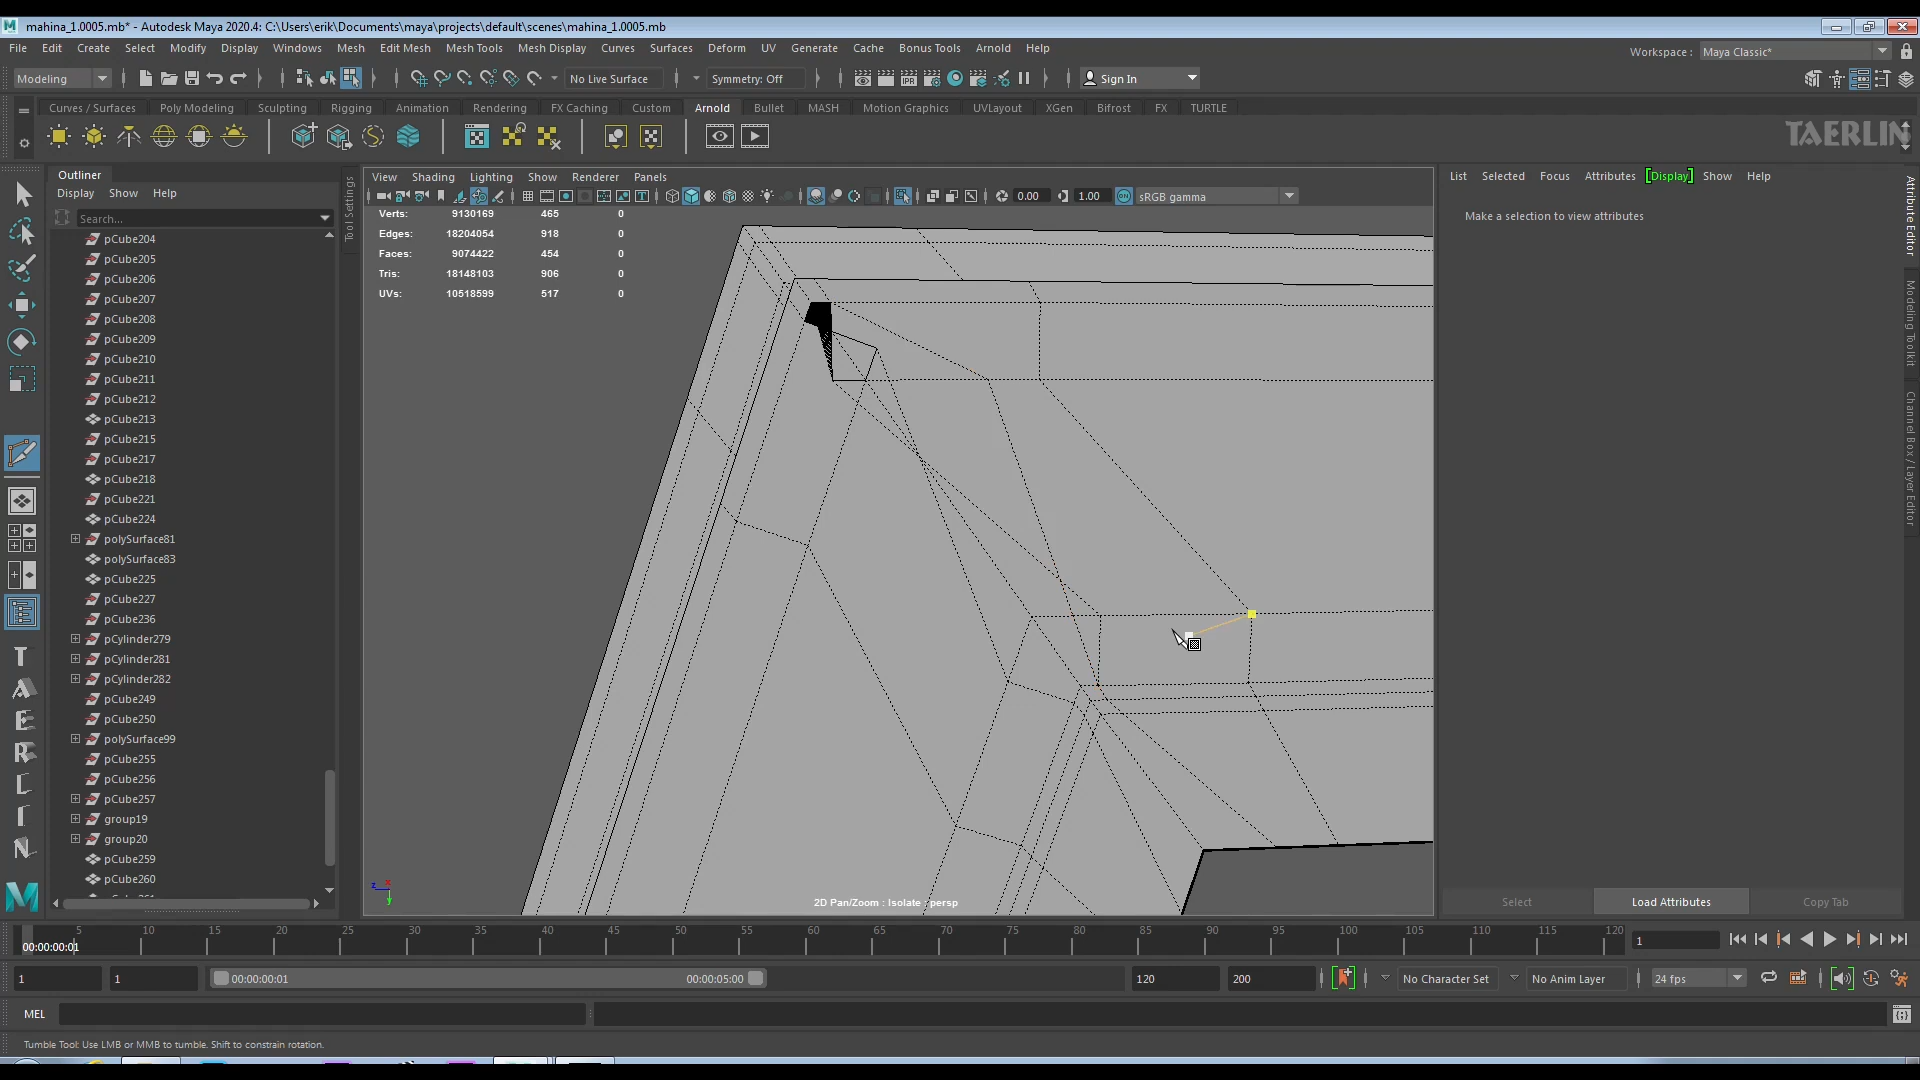 mahina_1.0005.mb* - Autodesk Maya 2020.4: C:\Users\erik\Documents\maya\projects\default\scenes\mahina_1.0005.mb
File Edit Create Select Modify Display Windows Mesh Edit Mesh Mesh Tools Mesh Display Curves Surfaces Deform UV Generate Cache Bonus Tools Arnold Help
Workspace : Maya Classic*
Modeling
No Live Surface
Symmetry: Off
IPR
Sign In
Curves / Surfaces Poly Modeling Sculpting Rigging Animation Rendering FX Caching Custom Arnold Bullet MASH Motion Graphics UVLayout XGen Bifrost FX TURTLE
TAERLIN
Outliner
Display Show Help
Search...
pCube204
pCube205
pCube206
pCube207
pCube208
pCube209
pCube210
pCube211
pCube212
pCube213
pCube215
pCube217
pCube218
pCube221
pCube224
polySurface81
polySurface83
pCube225
pCube227
pCube236
pCylinder279
pCylinder281
pCylinder282
pCube249
pCube250
polySurface99
pCube255
pCube256
pCube257
group19
group20
pCube259
pCube260
Tool Settings
View Shading Lighting Show Renderer Panels
0.00
1.00
sRGB gamma
Verts: 9130169 465 0
Edges: 18204054 918 0
Faces: 9074422 454 0
Tris: 18148103 906 0
UVs: 10518599 517 0
2D Pan/Zoom : Isolate : persp
List Selected Focus Attributes Display Show Help
Make a selection to view attributes
Attribute Editor
Modeling Toolkit
Channel Box / Layer Editor
Select
Load Attributes
Copy Tab
5 10 15 20 25 30 35 40 45 50 55 60 65 70 75 80 85 90 95 100 105 110 115 120
00:00:00:01
1
1
1
00:00:00:01
00:00:05:00
120
200
No Character Set
No Anim Layer
24 fps
MEL
Tumble Tool: Use LMB or MMB to tumble. Shift to constrain rotation.